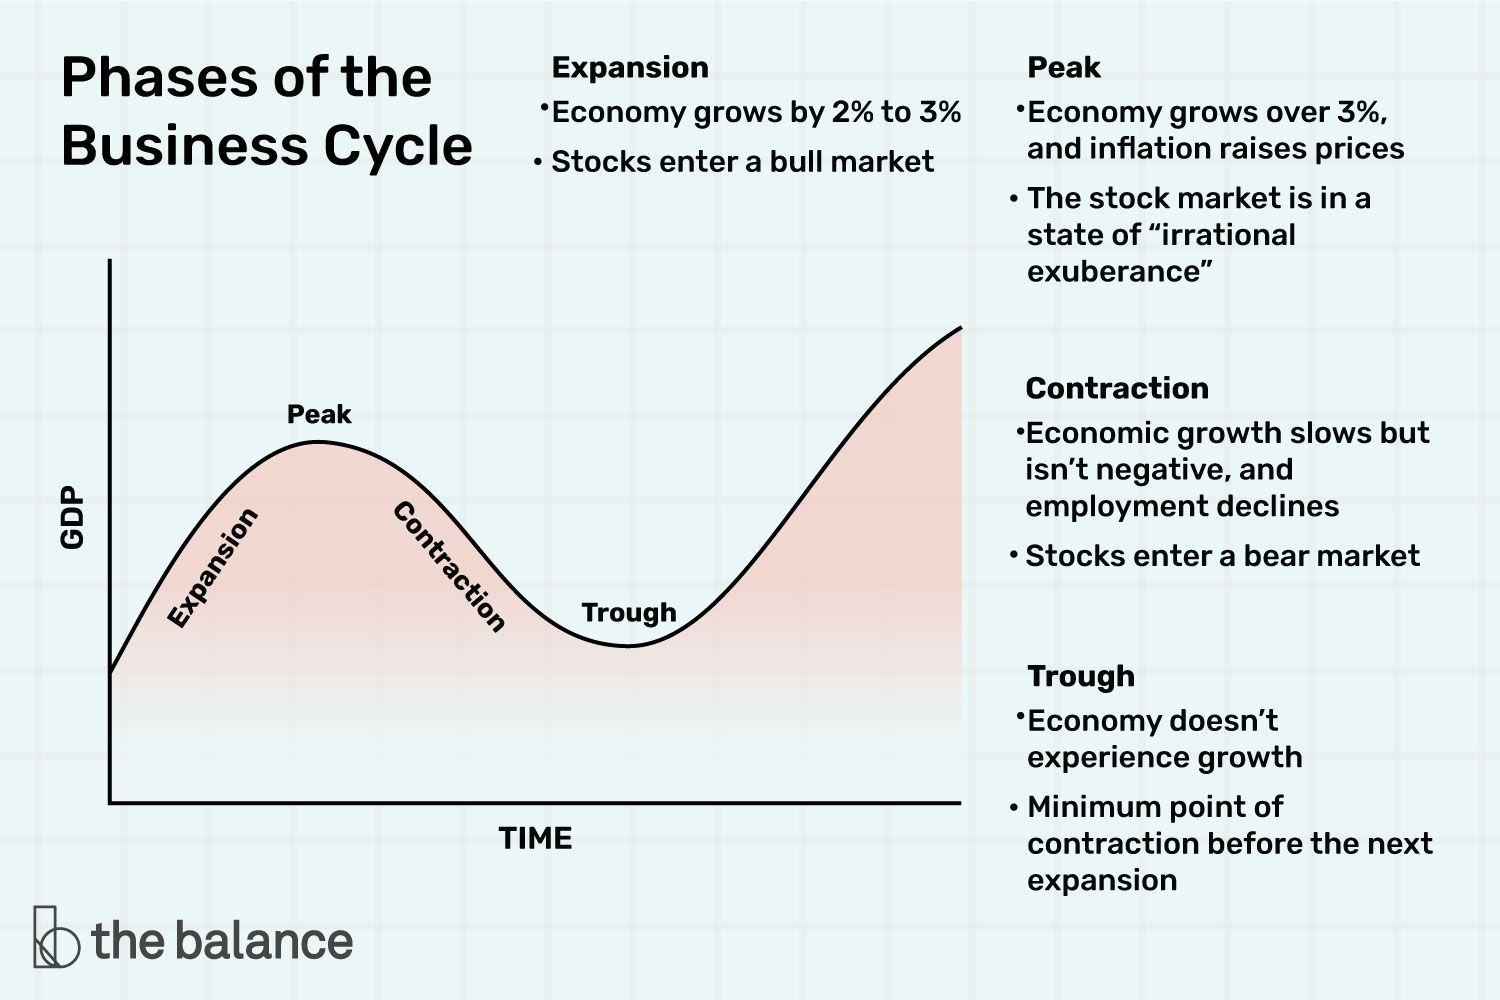 Phases of the
Business Cycle
Expansion
•Economy grows by 2% to 3%
• Stocks enter a bull market
Peak
•Economy grows over 3%,
and inflation raises prices
• The stock market is in a
state of “irrational
exuberance”
Contraction
•Economic growth slows but
isn’t negative, and
employment declines
• Stocks enter a bear market
Trough
•Economy doesn’t
experience growth
• Minimum point of
contraction before the next
expansion
GDP
Expansion
Peak
Contraction
Trough
TIME
the balance